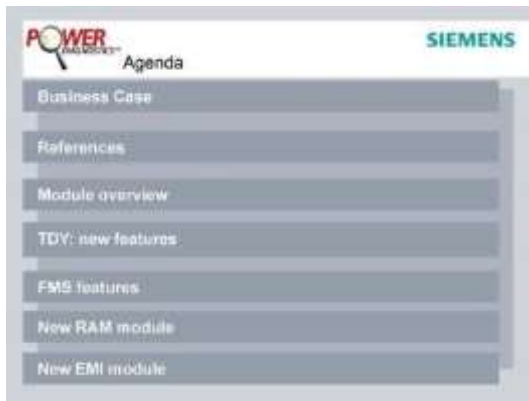 POWER
DIAGNOSTICS™
SIEMENS
Agenda
Business Case
References
Module overview
TDY: new features
FMS features
New RAM module
New EMI module